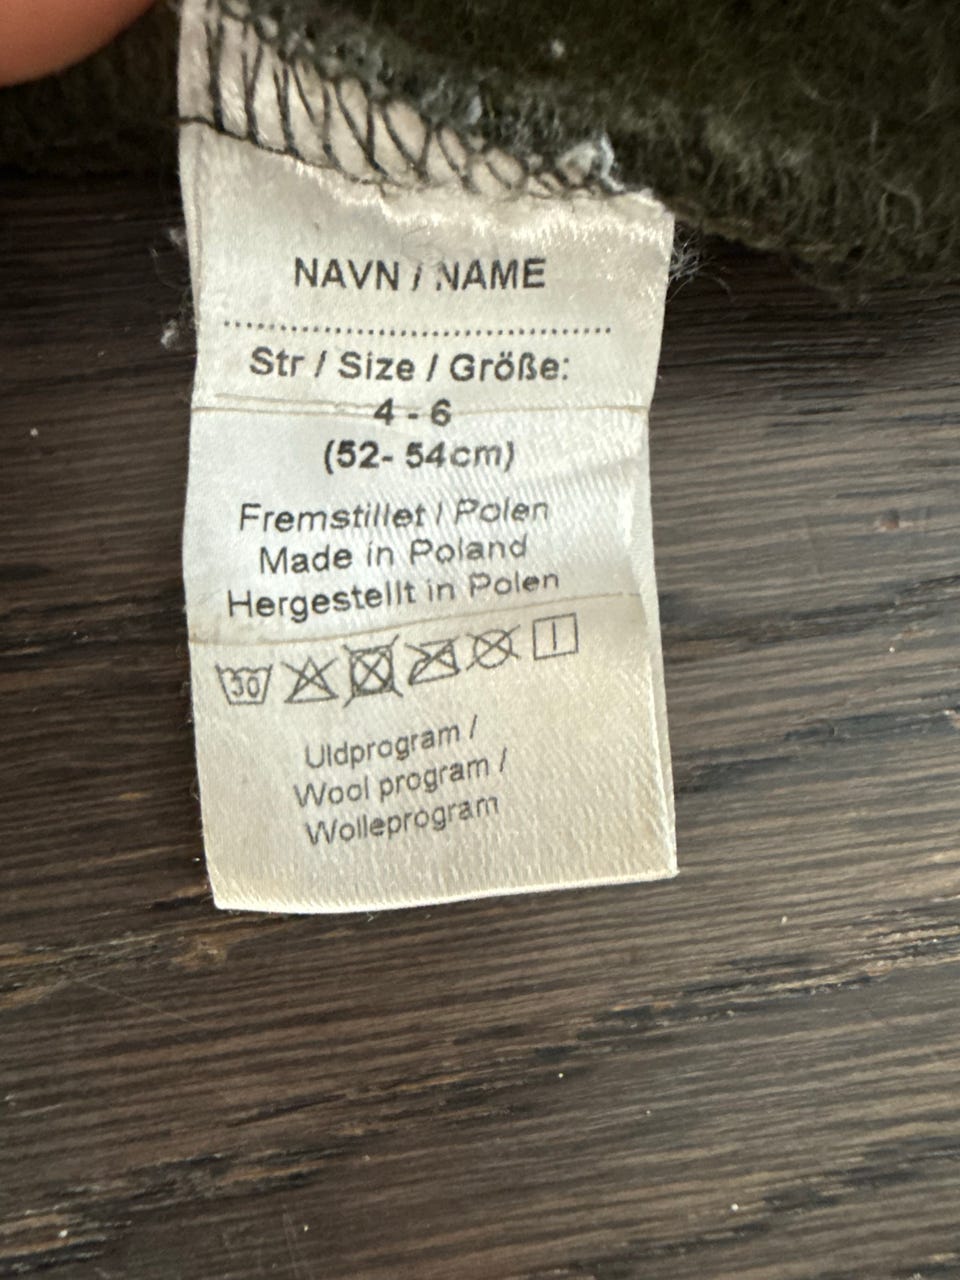 NAVN / NAME
Str / Size / Größe:
4 - 6
(52- 54cm)
Fremstillet / Polen
Made in Poland
Hergestellt in Polen
30
Uldprogram /
Wool program /
Wolleprogram